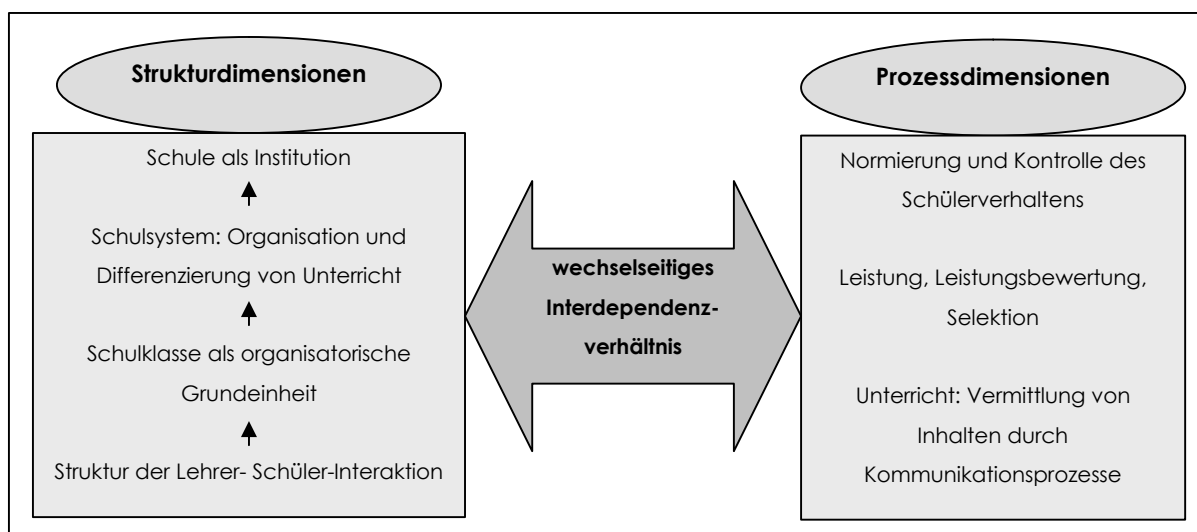 Strukturdimensionen
Schule als Institution
Schulsystem: Organisation und
Differenzierung von Unterricht
Schulklasse als organisatorische
Grundeinheit
Struktur der Lehrer- Schüler-Interaktion
wechselseitiges
Interdependenz-
verhältnis
Prozessdimensionen
Normierung und Kontrolle des
Schülerverhaltens
Leistung, Leistungsbewertung,
Selektion
Unterricht: Vermittlung von
Inhalten durch
Kommunikationsprozesse